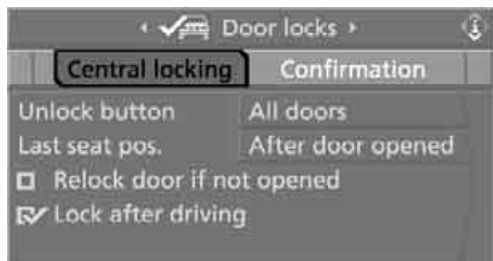 Door locks
Central locking Confirmation
Unlock button All doors
Last seat pos. After door opened
Relock door if not opened
Lock after driving